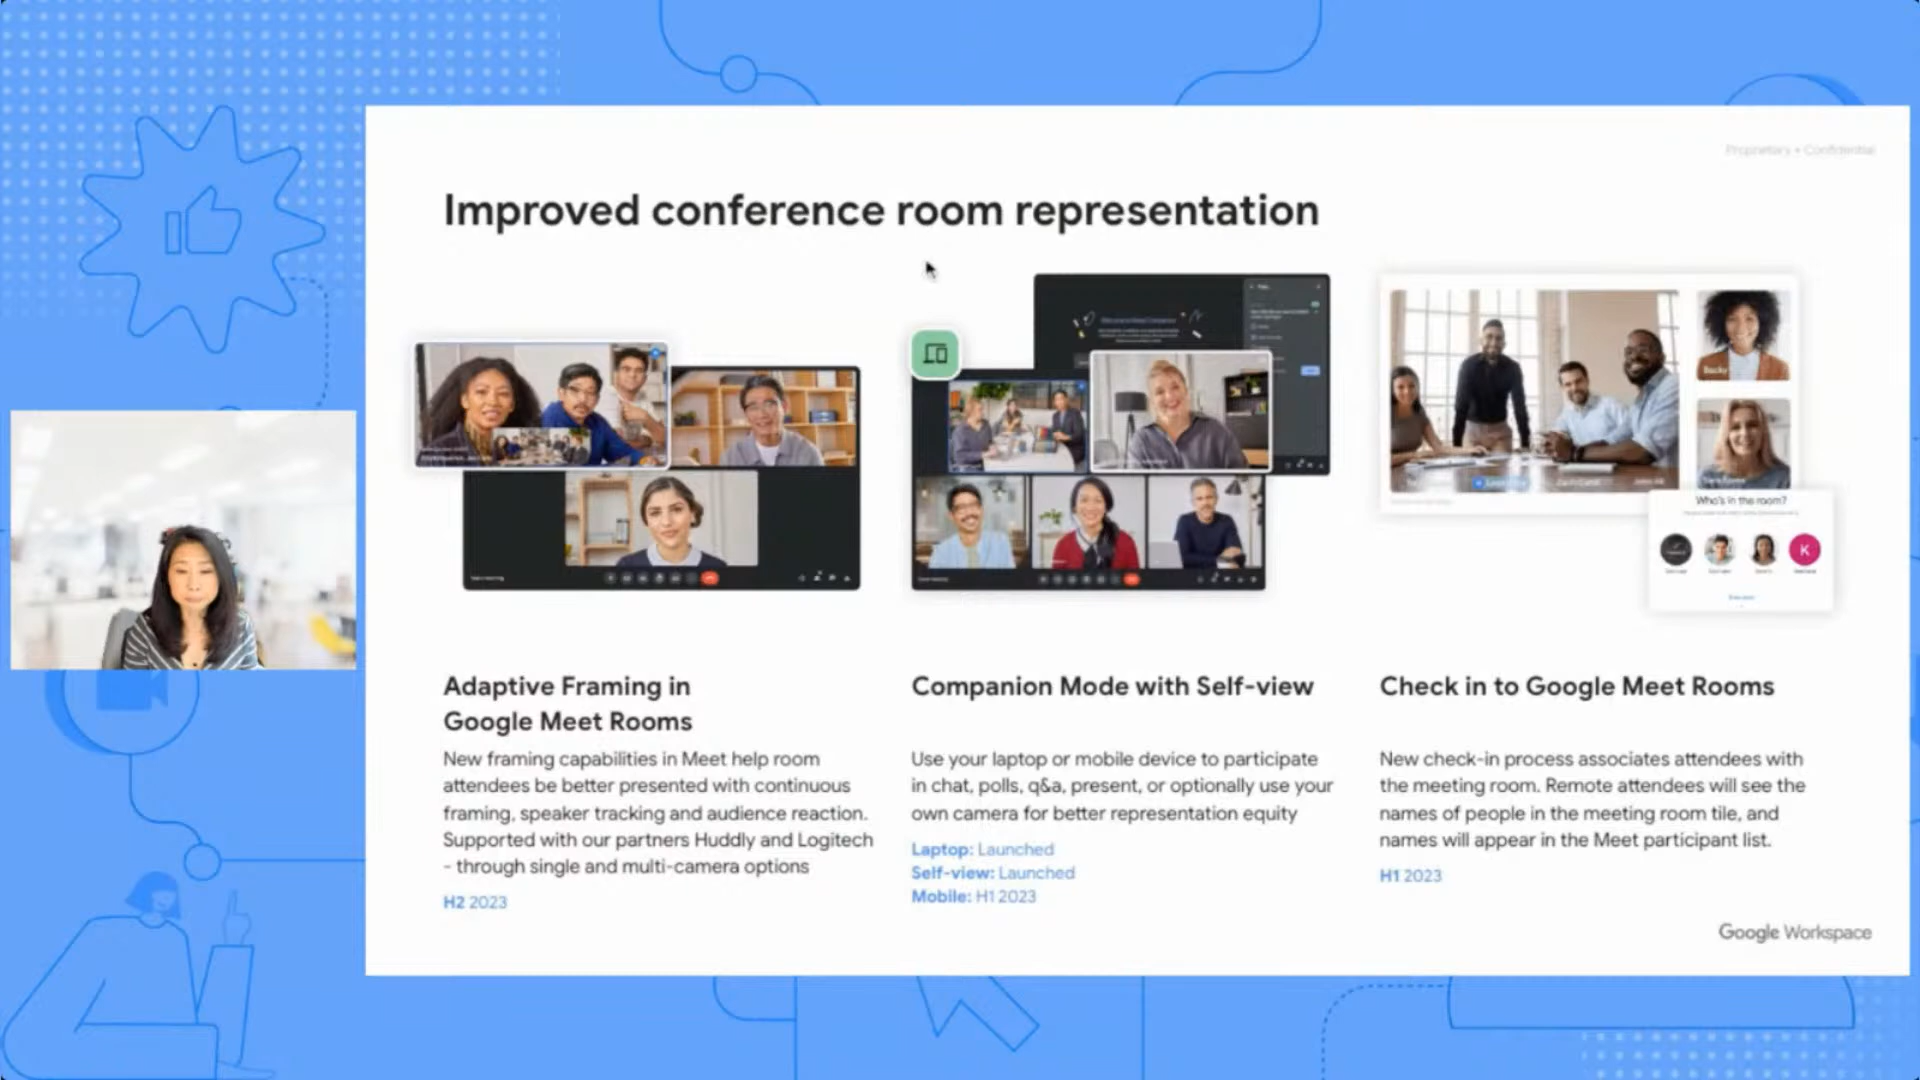 Proprietary + Confidential
Improved conference room representation
Becky
Who's in the room?
K
Adaptive Framing in
Google Meet Rooms
New framing capabilities in Meet help room
attendees be better presented with continuous
framing, speaker tracking and audience reaction.
Supported with our partners Huddly and Logitech
- through single and multi-camera options
H2 2023
Companion Mode with Self-view
Use your laptop or mobile device to participate
in chat, polls, q&a, present, or optionally use your
own camera for better representation equity
Laptop: Launched
Self-view: Launched
Mobile: H1 2023
Check in to Google Meet Rooms
New check-in process associates attendees with
the meeting room. Remote attendees will see the
names of people in the meeting room tile, and
names will appear in the Meet participant list.
H1 2023
Google Workspace